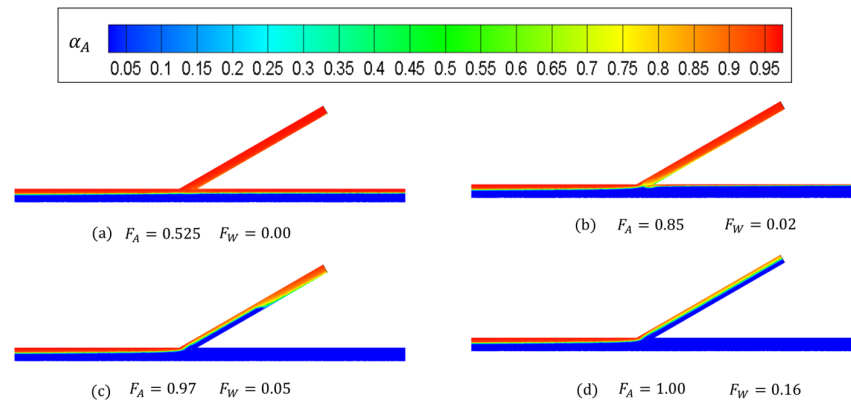 α_A
0.05 0.1 0.15 0.2 0.25 0.3 0.35 0.4 0.45 0.5 0.55 0.6 0.65 0.7 0.75 0.8 0.85 0.9 0.95
(a) F_A = 0.525 F_W = 0.00
(b) F_A = 0.85 F_W = 0.02
(c) F_A = 0.97 F_W = 0.05
(d) F_A = 1.00 F_W = 0.16